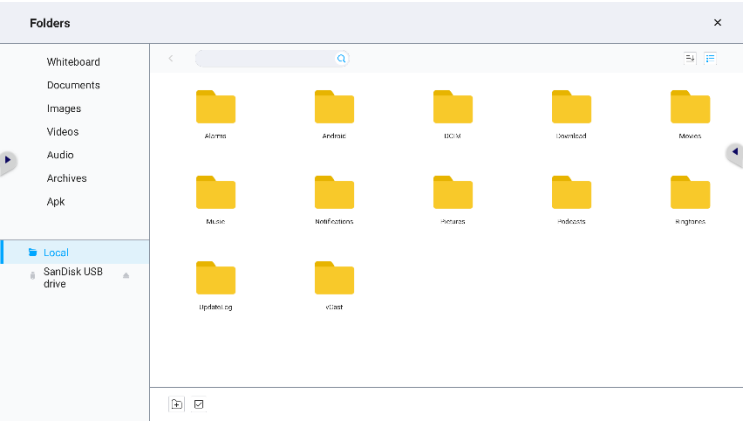 Folders
Whiteboard
Documents
Images
Videos
Audio
Archives
Apk
Local
SanDisk USB
drive
Alarms
Android
DCIM
Download
Movies
Music
Notifications
Pictures
Podcasts
Ringtones
UpdateLog
vCast